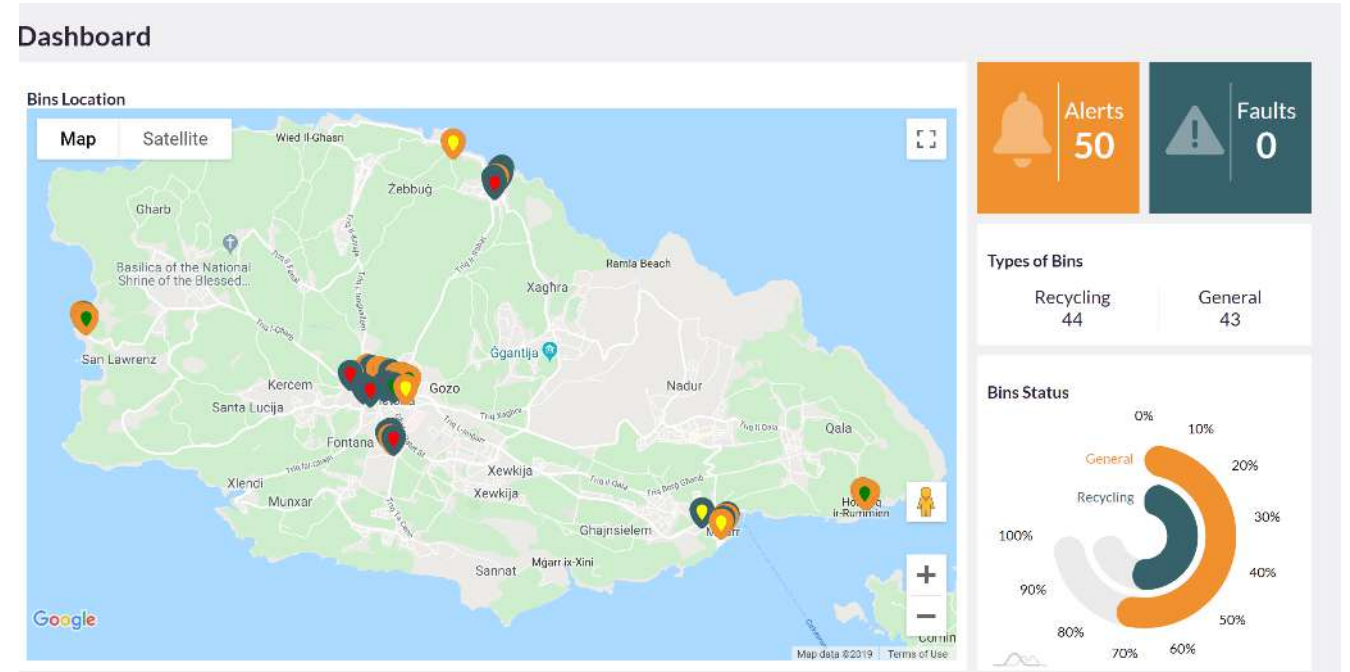 Dashboard
Bins Location
Map
Satellite
Wied Il-Għasri
Żebbuġ
Għarb
Basilica of the National
Shrine of the Blessed...
San Lawrenz
Ramla Beach
Xagħra
Ġgantija
Kerċem
Santa Luċija
Gozo
Nadur
Qala
Fontana
Xlendi
Munxar
Xewkija
Xewkija
Għajnsielem
Sannat
Mġarr ix-Xini
ir-Rummien
Google
Map data ©2019
Terms of Use
Alerts
50
Faults
0
Types of Bins
Recycling
44
General
43
Bins Status
0%
10%
General
20%
Recycling
30%
100%
40%
90%
50%
80%
60%
70%